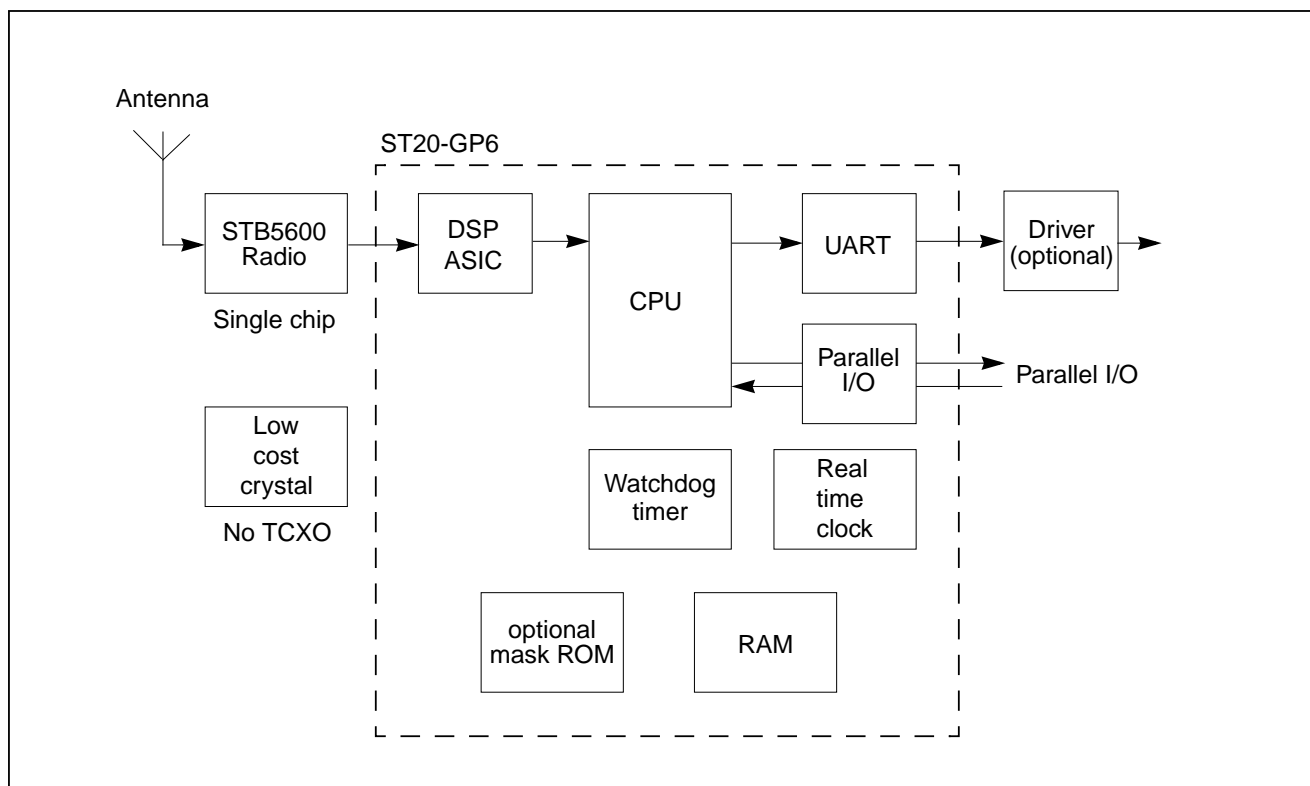 Antenna
ST20-GP6
STB5600
Radio
Single chip
DSP
ASIC
CPU
UART
Driver
(optional)
Parallel
I/O
Parallel I/O
Low
cost
crystal
No TCXO
Watchdog
timer
Real
time
clock
optional
mask ROM
RAM